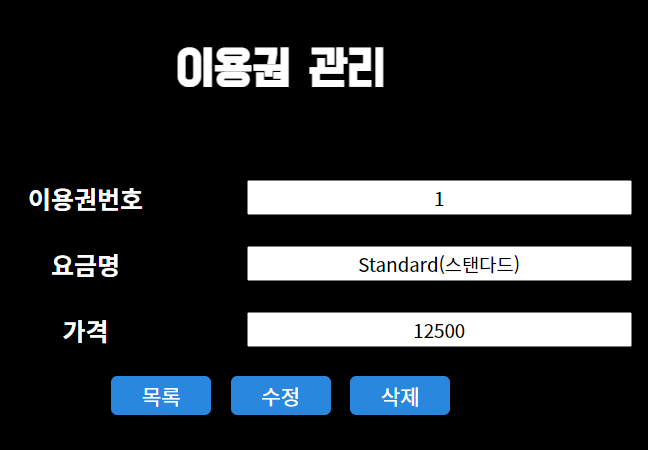 이용권 관리
이용권번호 1
요금명 Standard(스탠다드)
가격 12500
목록 수정 삭제